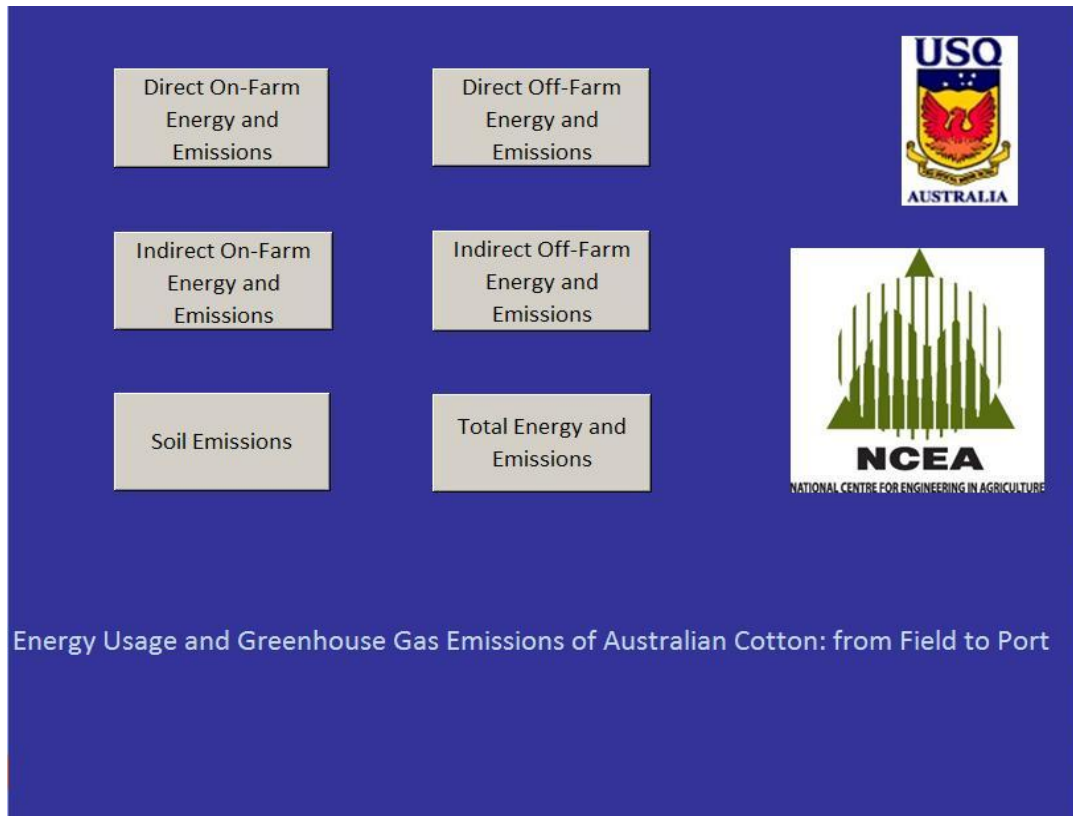 Direct On-Farm
Energy and
Emissions
Direct Off-Farm
Energy and
Emissions
USQ
AUSTRALIA
Indirect On-Farm
Energy and
Emissions
Indirect Off-Farm
Energy and
Emissions
NCEA
NATIONAL CENTRE FOR ENGINEERING IN AGRICULTURE
Soil Emissions
Total Energy and
Emissions
Energy Usage and Greenhouse Gas Emissions of Australian Cotton: from Field to Port